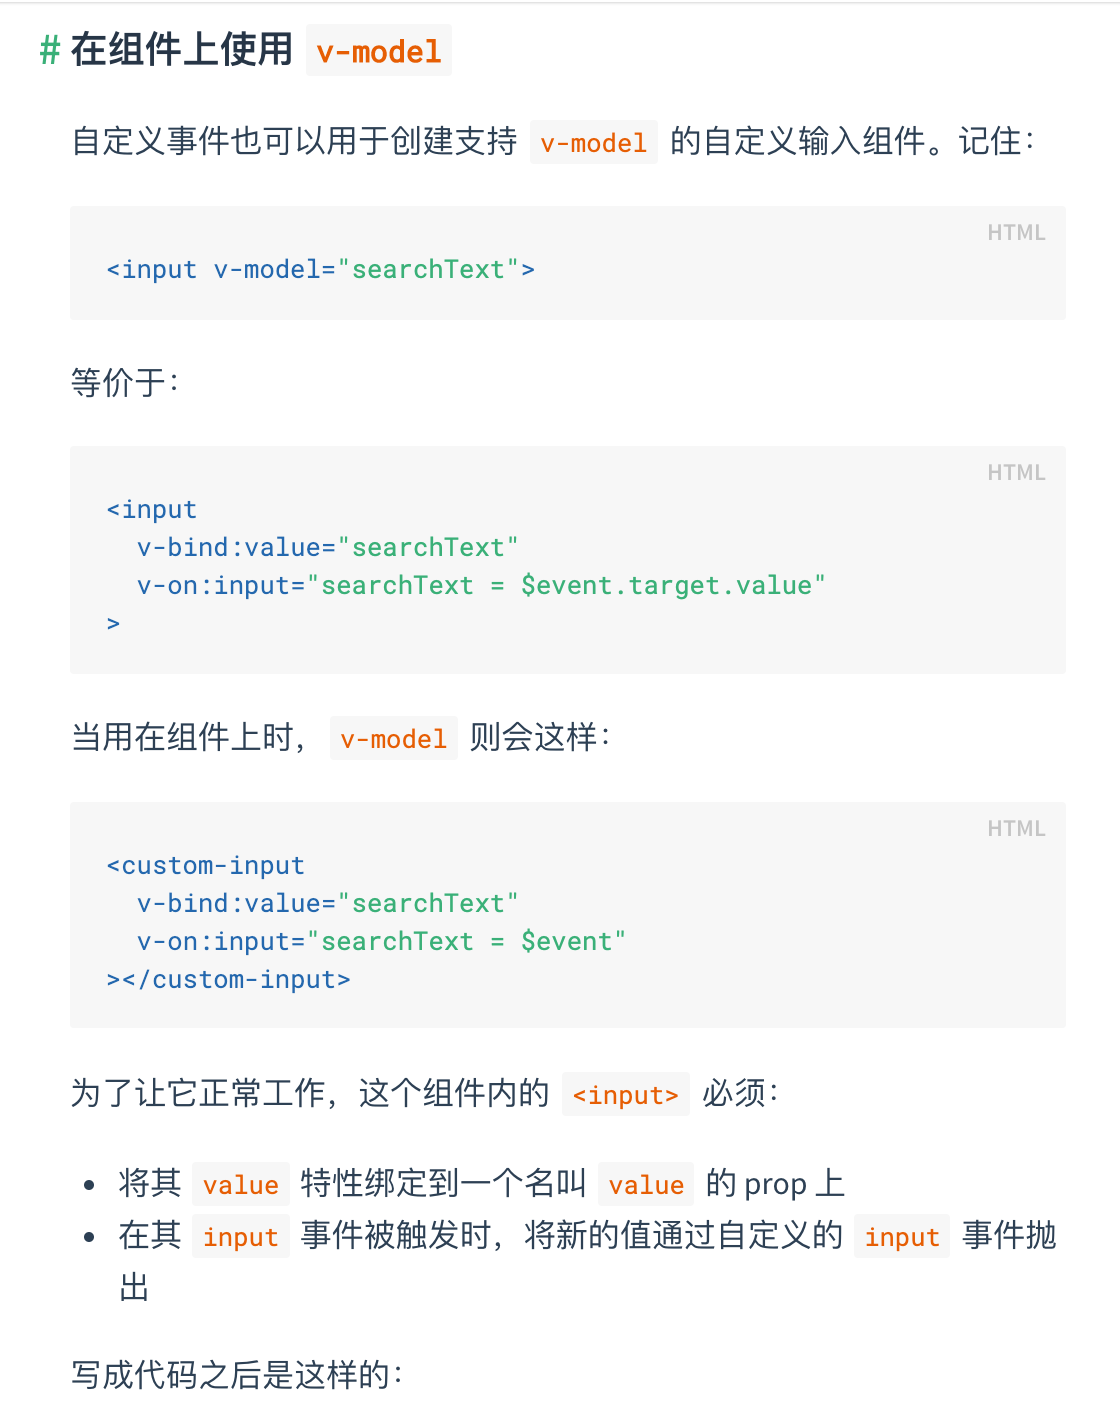 # 在组件上使用 v-model
自定义事件也可以用于创建支持 v-model 的自定义输入组件。记住：
HTML
<input v-model="searchText">
等价于：
HTML
<input
  v-bind:value="searchText"
  v-on:input="searchText = $event.target.value"
>
当用在组件上时， v-model 则会这样：
HTML
<custom-input
  v-bind:value="searchText"
  v-on:input="searchText = $event"
></custom-input>
为了让它正常工作，这个组件内的 <input> 必须：
• 将其 value 特性绑定到一个名叫 value 的 prop 上
• 在其 input 事件被触发时，将新的值通过自定义的 input 事件抛
出
写成代码之后是这样的：